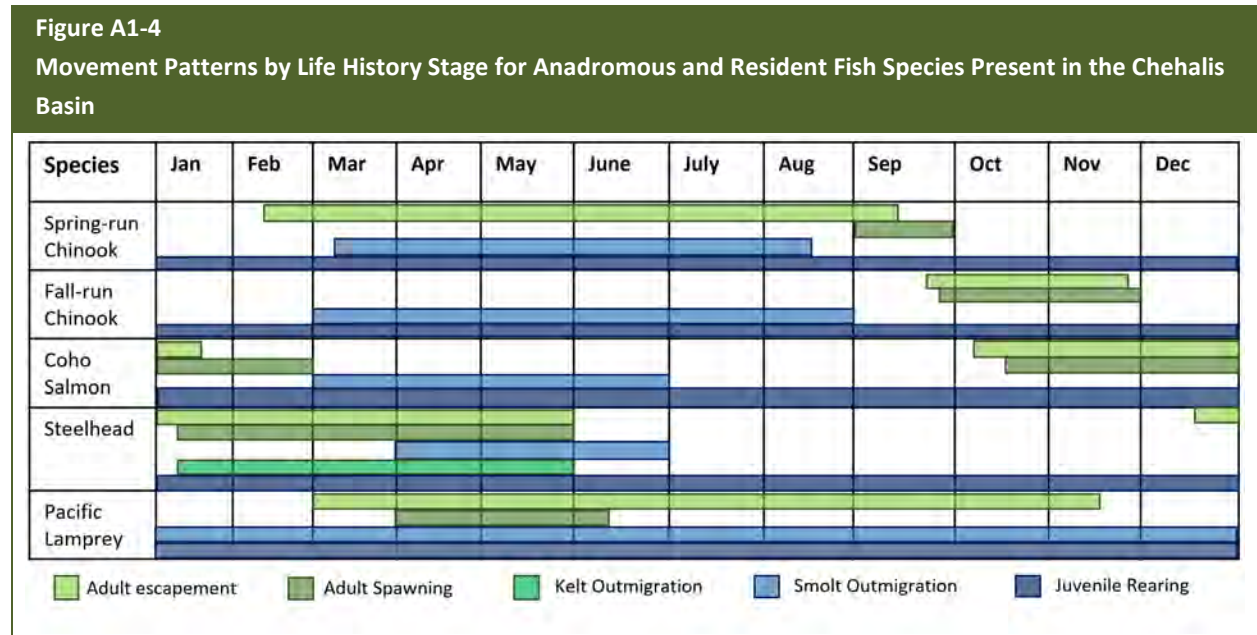 Figure A1-4
Movement Patterns by Life History Stage for Anadromous and Resident Fish Species Present in the Chehalis
Basin
Species Jan Feb Mar Apr May June July Aug Sep Oct Nov Dec
Spring-run
Chinook
Fall-run
Chinook
Coho
Salmon
Steelhead
Pacific
Lamprey
Adult escapement Adult Spawning Kelt Outmigration Smolt Outmigration Juvenile Rearing